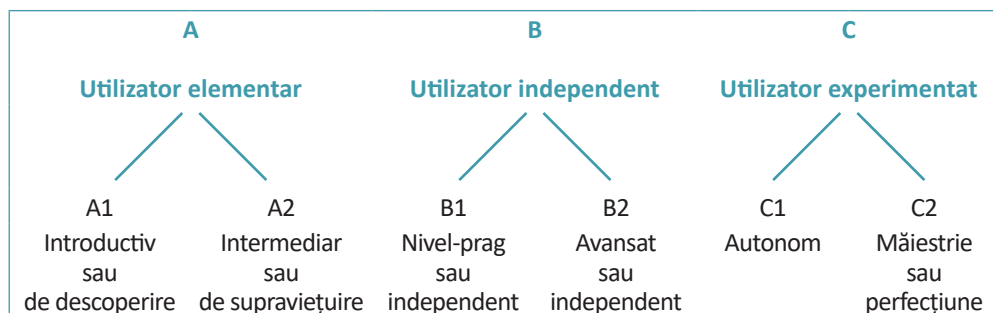 A B C
Utilizator elementar Utilizator independent Utilizator experimentat
A1 A2 B1 B2 C1 C2
Introductiv Intermediar Nivel-prag Avansat Autonom Măiestrie
sau sau sau sau sau
de descoperire de supraviețuire independent independent perfecțiune